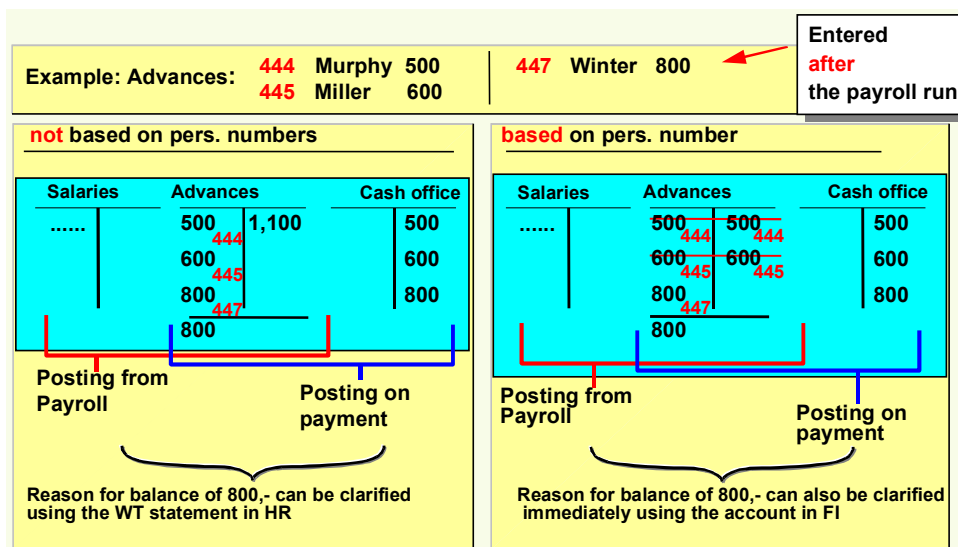 Entered
after
the payroll run
Example: Advances: 444 Murphy 500
445 Miller 600
447 Winter 800
not based on pers. numbers
Salaries Advances Cash office
...... 500 1,100 500
444
600 600
445
800 800
447
800
Posting from
Payroll
Posting on
payment
Reason for balance of 800,- can be clarified
using the WT statement in HR
based on pers. number
Salaries Advances Cash office
...... 500 500 500
444 444
600 600 600
445 445
800 800
447
800
Posting from
Payroll
Posting on
payment
Reason for balance of 800,- can also be clarified
immediately using the account in FI